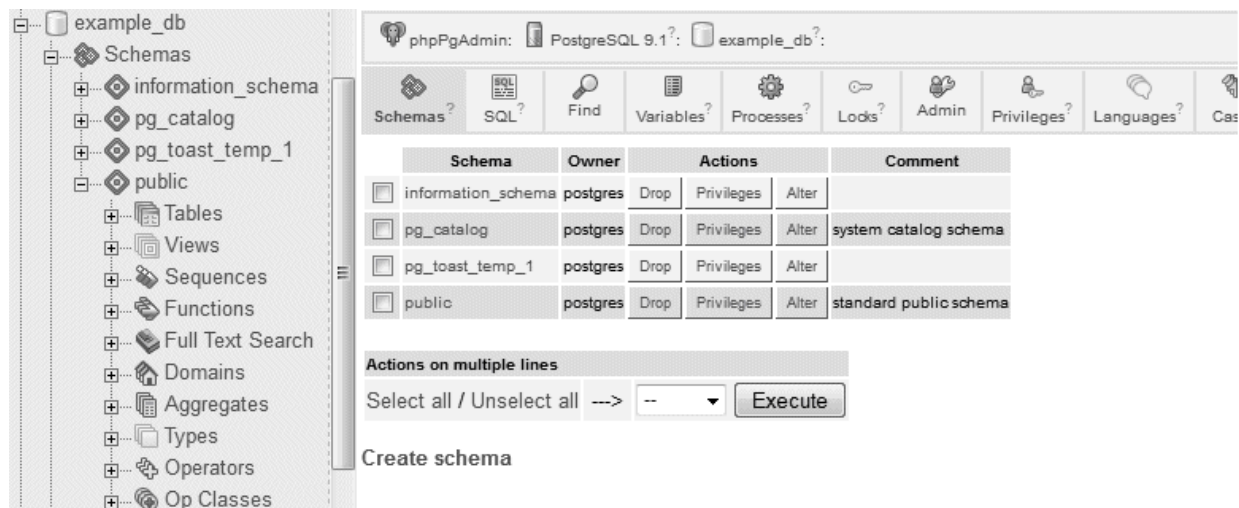 example_db
Schemas
information_schema
pg_catalog
pg_toast_temp_1
public
Tables
Views
Sequences
Functions
Full Text Search
Domains
Aggregates
Types
Operators
Op Classes
phpPgAdmin: PostgreSQL 9.1?: example_db?:
Schemas? SQL? Find Variables? Processes? Locks? Admin Privileges? Languages? Cas
Schema Owner Actions Comment
information_schema postgres Drop Privileges Alter
pg_catalog postgres Drop Privileges Alter system catalog schema
pg_toast_temp_1 postgres Drop Privileges Alter
public postgres Drop Privileges Alter standard public schema
Actions on multiple lines
Select all / Unselect all ---> -- Execute
Create schema